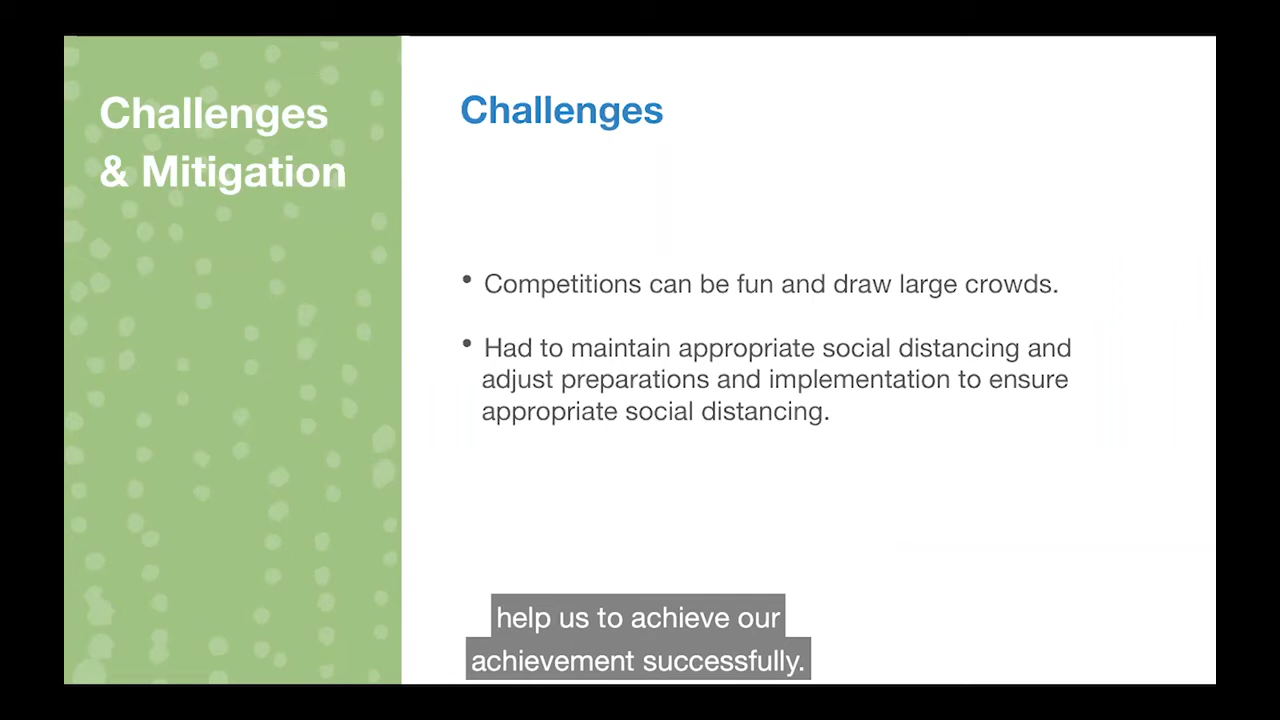 Challenges
& Mitigation
Challenges
• Competitions can be fun and draw large crowds.
• Had to maintain appropriate social distancing and
adjust preparations and implementation to ensure
appropriate social distancing.
help us to achieve our
achievement successfully.